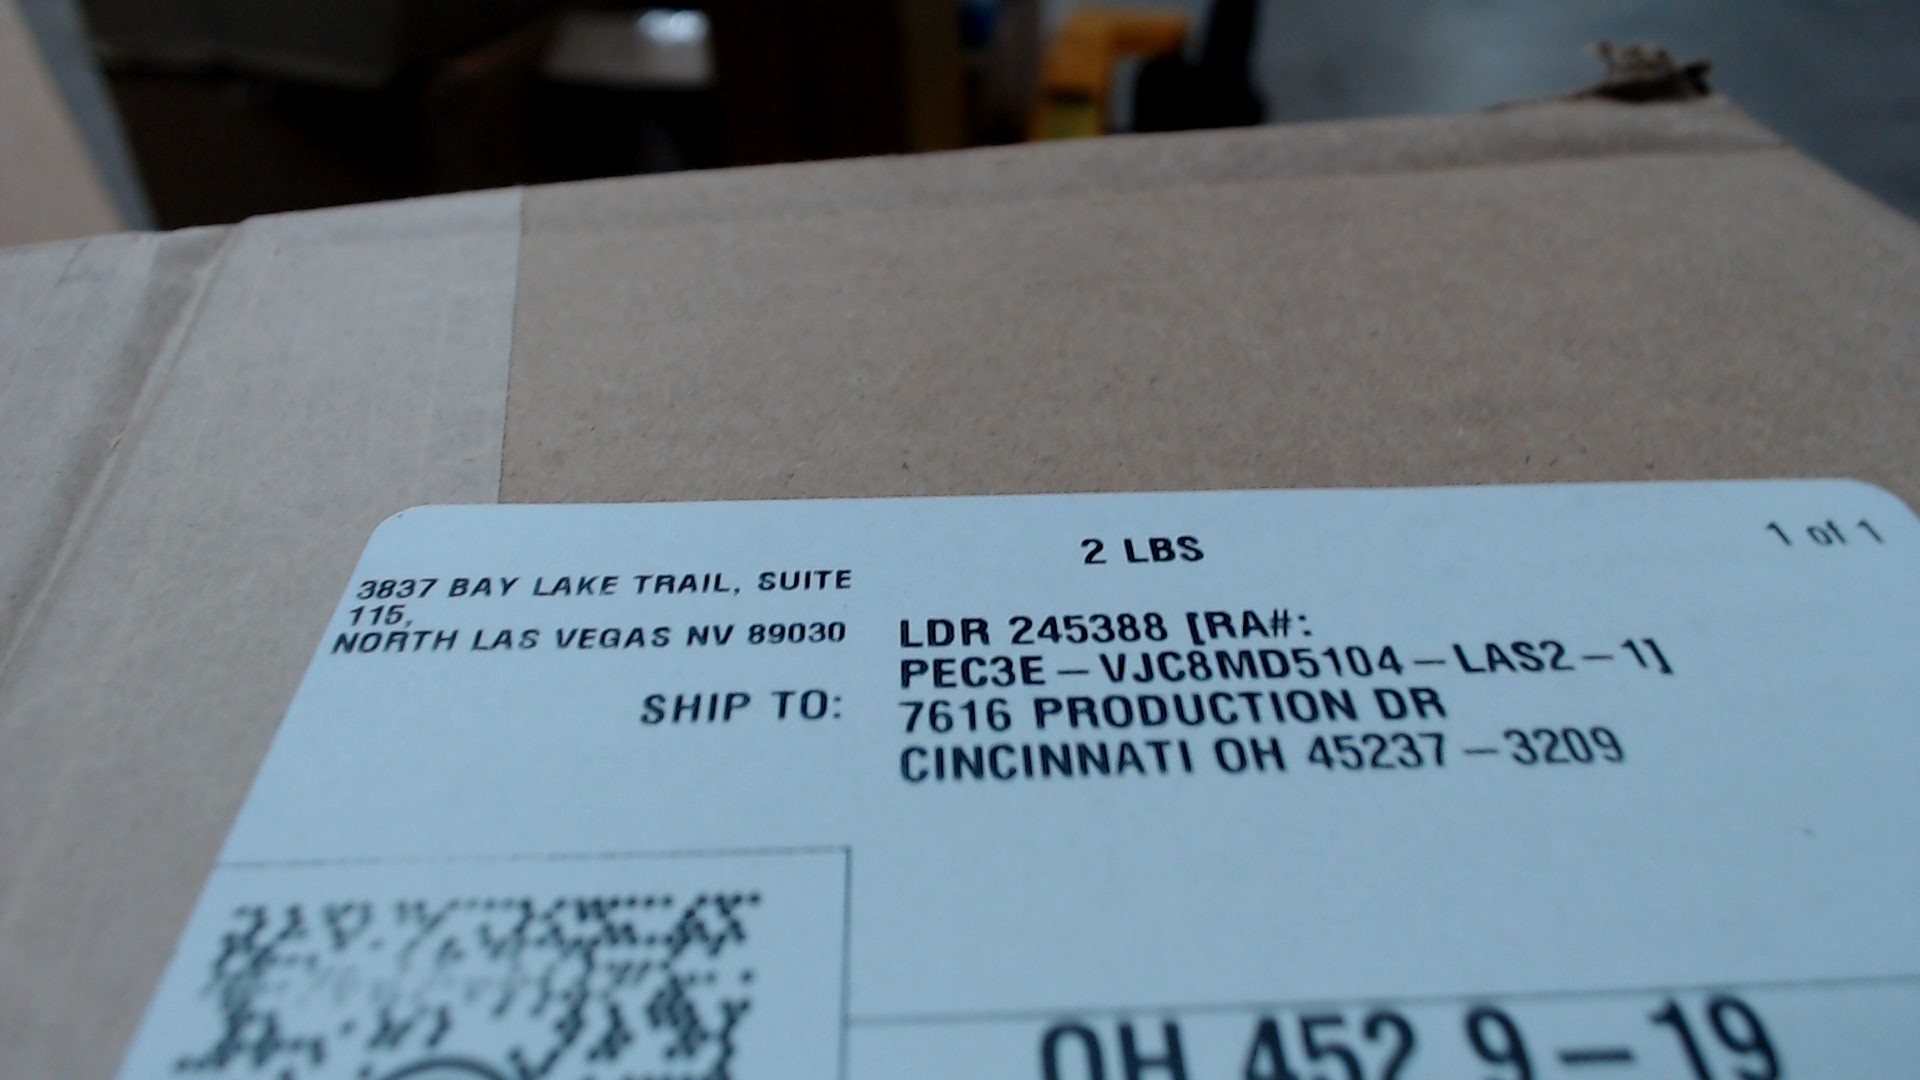 2 LBS
1 of 1
3837 BAY LAKE TRAIL, SUITE
115,
NORTH LAS VEGAS NV 89030
SHIP TO:
LDR 245388 [RA#:
PEC3E-VJC8MD5104-LAS2-1]
7616 PRODUCTION DR
CINCINNATI OH 45237-3209
OH 452 9-19